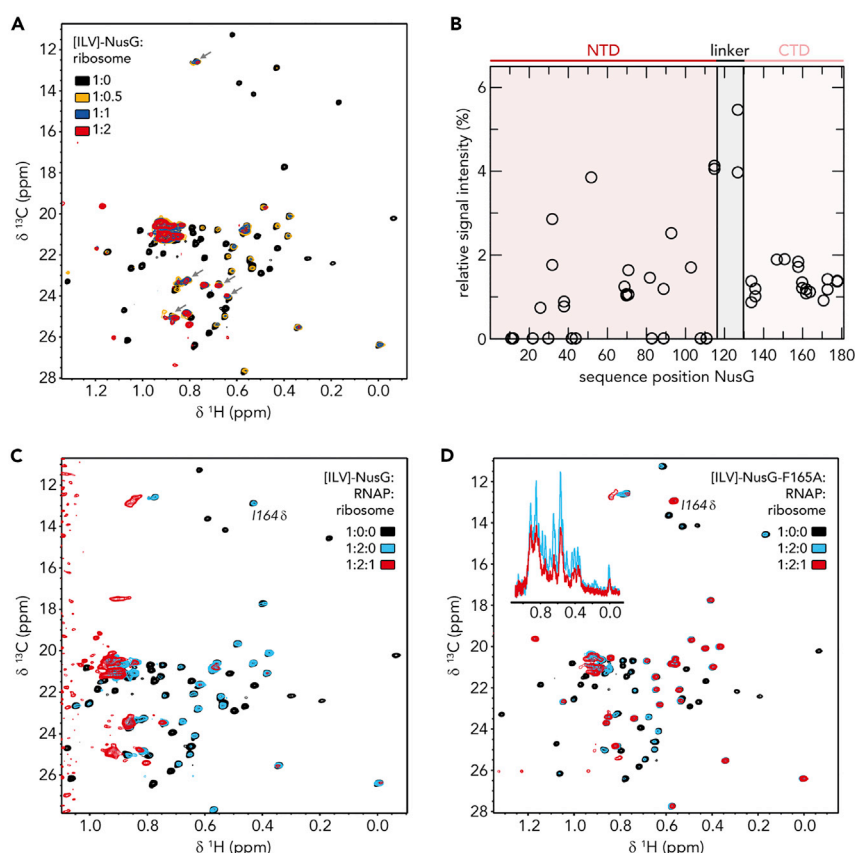 A
[ILV]-NusG:
ribosome
1:0
1:0.5
1:1
1:2
12
14
16
18
20
22
24
26
28
δ 13C (ppm)
1.2 1.0 0.8 0.6 0.4 0.2 0.0
δ 1H (ppm)
B
NTD linker CTD
6
4
2
0
relative signal intensity (%)
20 40 60 80 100 120 140 160 180
sequence position NusG
C
[ILV]-NusG:
RNAP:
ribosome
1:0:0
1:2:0
1:2:1
I164 δ
12
14
16
18
20
22
24
26
δ 13C (ppm)
1.0 0.8 0.6 0.4 0.2 0.0
δ 1H (ppm)
D
[ILV]-NusG-F165A:
RNAP:
ribosome
1:0:0
1:2:0
1:2:1
I164 δ
0.8 0.4 0.0
12
14
16
18
20
22
24
26
28
δ 13C (ppm)
1.2 1.0 0.8 0.6 0.4 0.2 0.0
δ 1H (ppm)